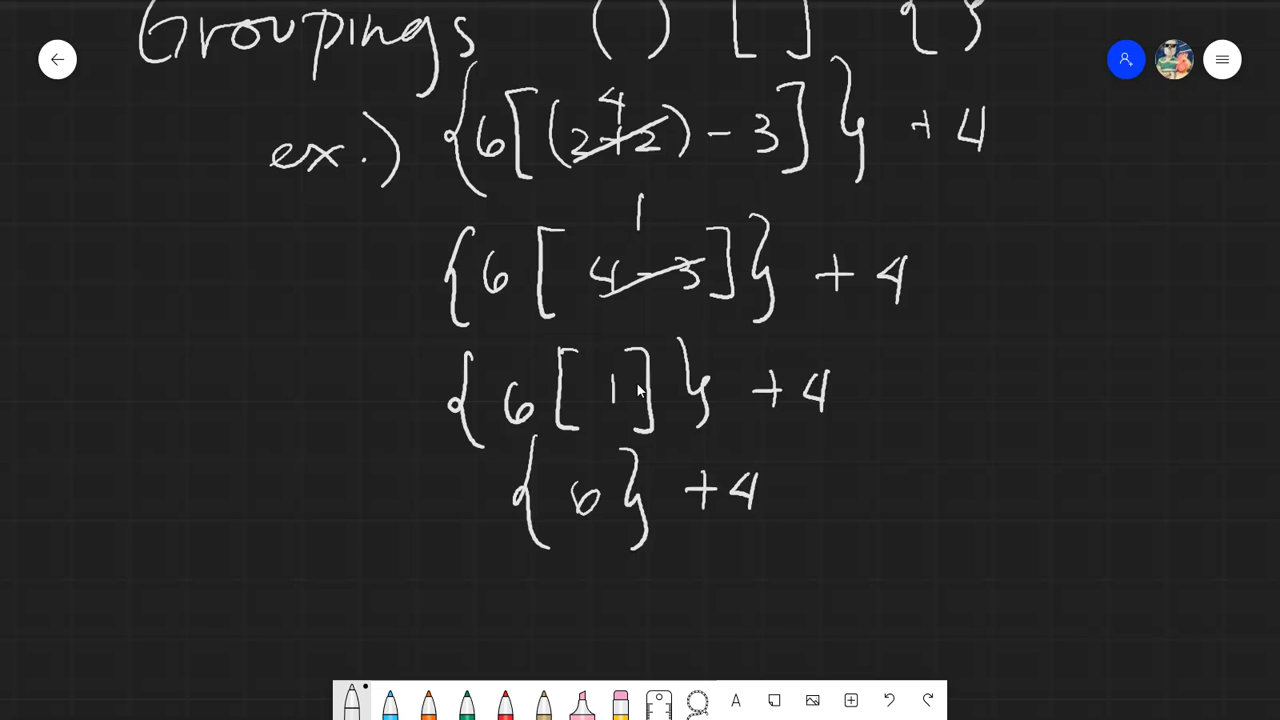 Groupings ( ) [ ] { }
ex.) {6[(2+2)-3]} + 4
4
{6[4-3]} + 4
1
{6[1]} + 4
{6} + 4
A